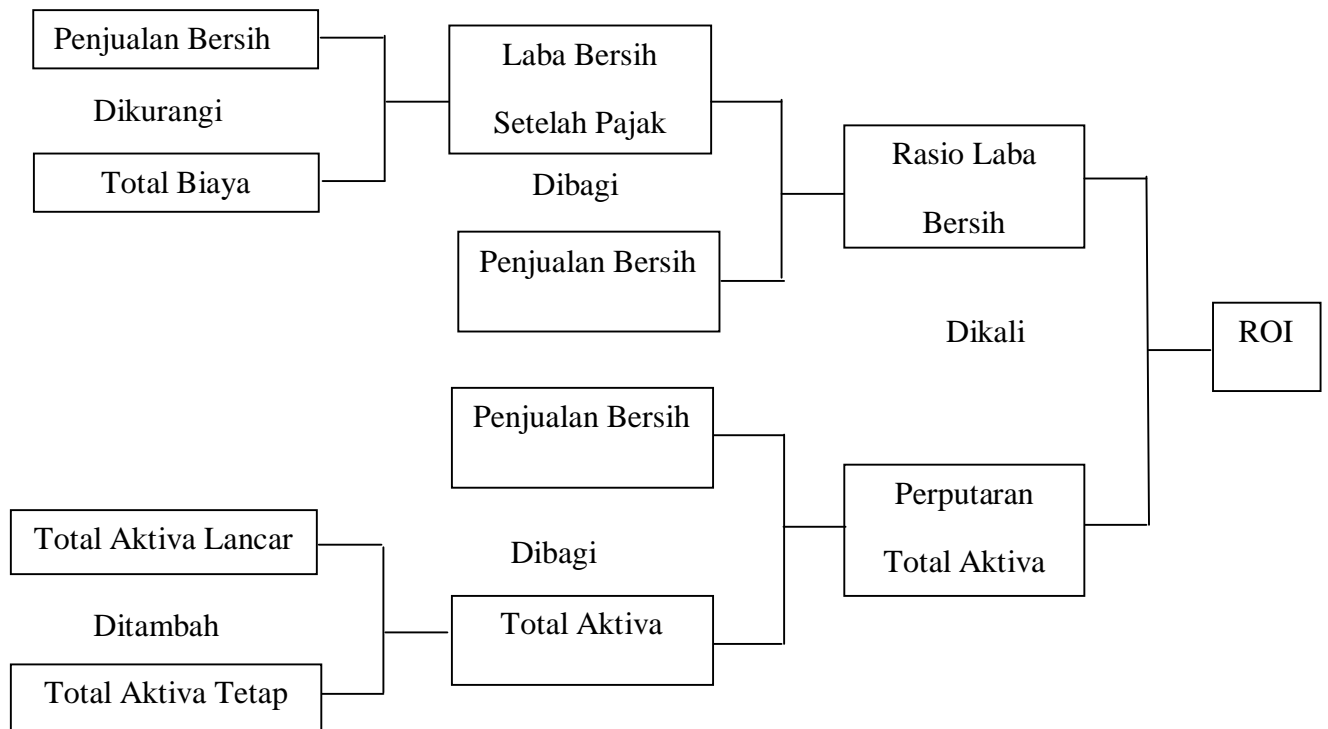 Penjualan Bersih
Dikurangi
Total Biaya
Laba Bersih
Setelah Pajak
Dibagi
Penjualan Bersih
Rasio Laba
Bersih
Dikali
ROI
Penjualan Bersih
Dibagi
Total Aktiva
Perputaran
Total Aktiva
Total Aktiva Lancar
Ditambah
Total Aktiva Tetap